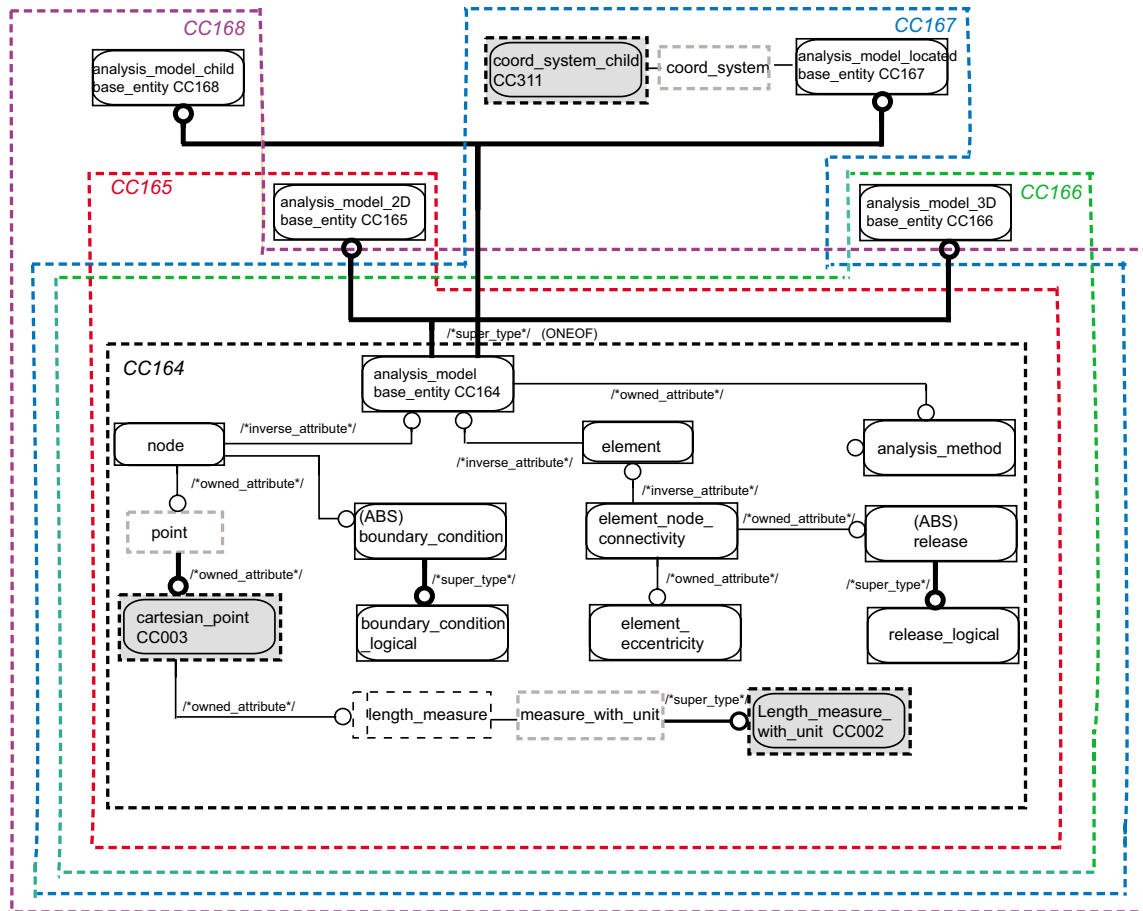 CC168
CC167
analysis_model_child
base_entity CC168
coord_system_child
CC311
coord_system
analysis_model_located
base_entity CC167
CC165
CC166
analysis_model_2D
base_entity CC165
analysis_model_3D
base_entity CC166
/*super_type*/ (ONEOF)
CC164
analysis_model
base_entity CC164
/*owned_attribute*/
node
/*inverse_attribute*/
element
analysis_method
/*inverse_attribute*/
/*owned_attribute*/
/*inverse_attribute*/
point
(ABS)
boundary_condition
element_node_
connectivity
/*owned_attribute*/
(ABS)
release
/*owned_attribute*/
/*super_type*/
/*owned_attribute*/
/*super_type*/
cartesian_point
CC003
boundary_condition
_logical
element_
eccentricity
release_logical
/*owned_attribute*/
length_measure
measure_with_unit
/*super_type*/
Length_measure_
with_unit CC002